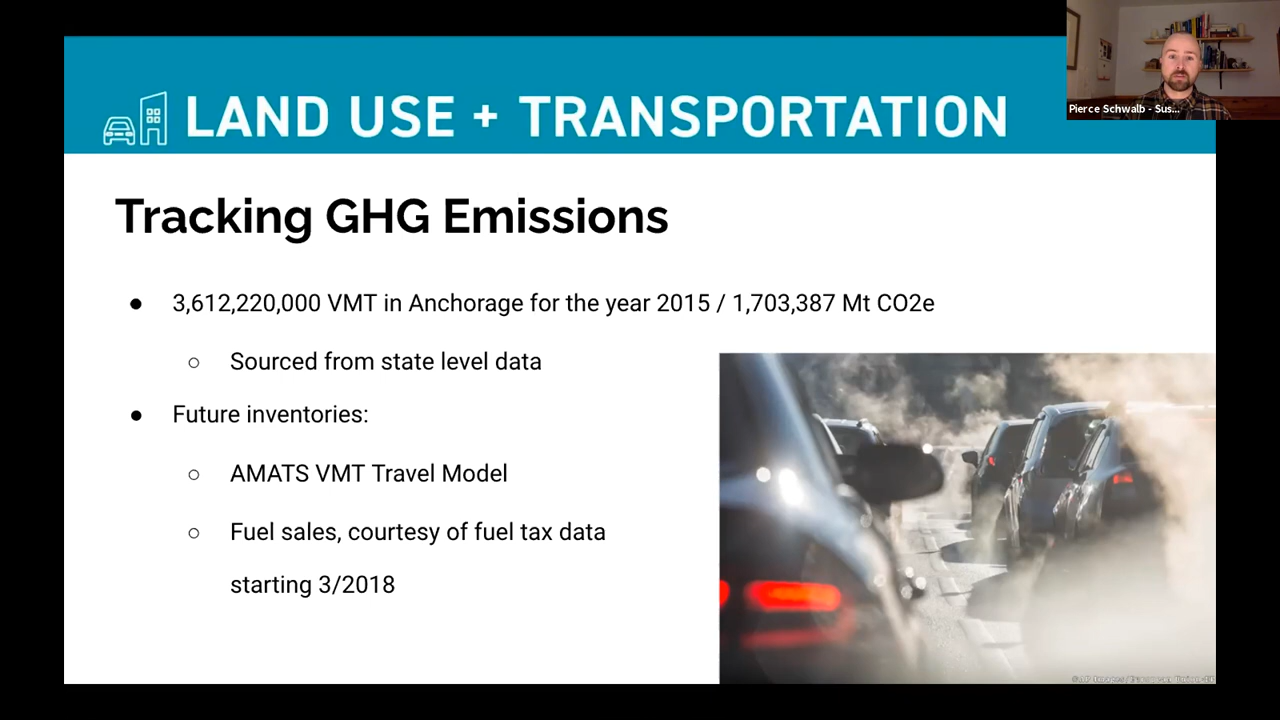 LAND USE + TRANSPORTATION
Pierce Schwalb - Sus...
Tracking GHG Emissions
● 3,612,220,000 VMT in Anchorage for the year 2015 / 1,703,387 Mt CO2e
○ Sourced from state level data
● Future inventories:
○ AMATS VMT Travel Model
○ Fuel sales, courtesy of fuel tax data
starting 3/2018